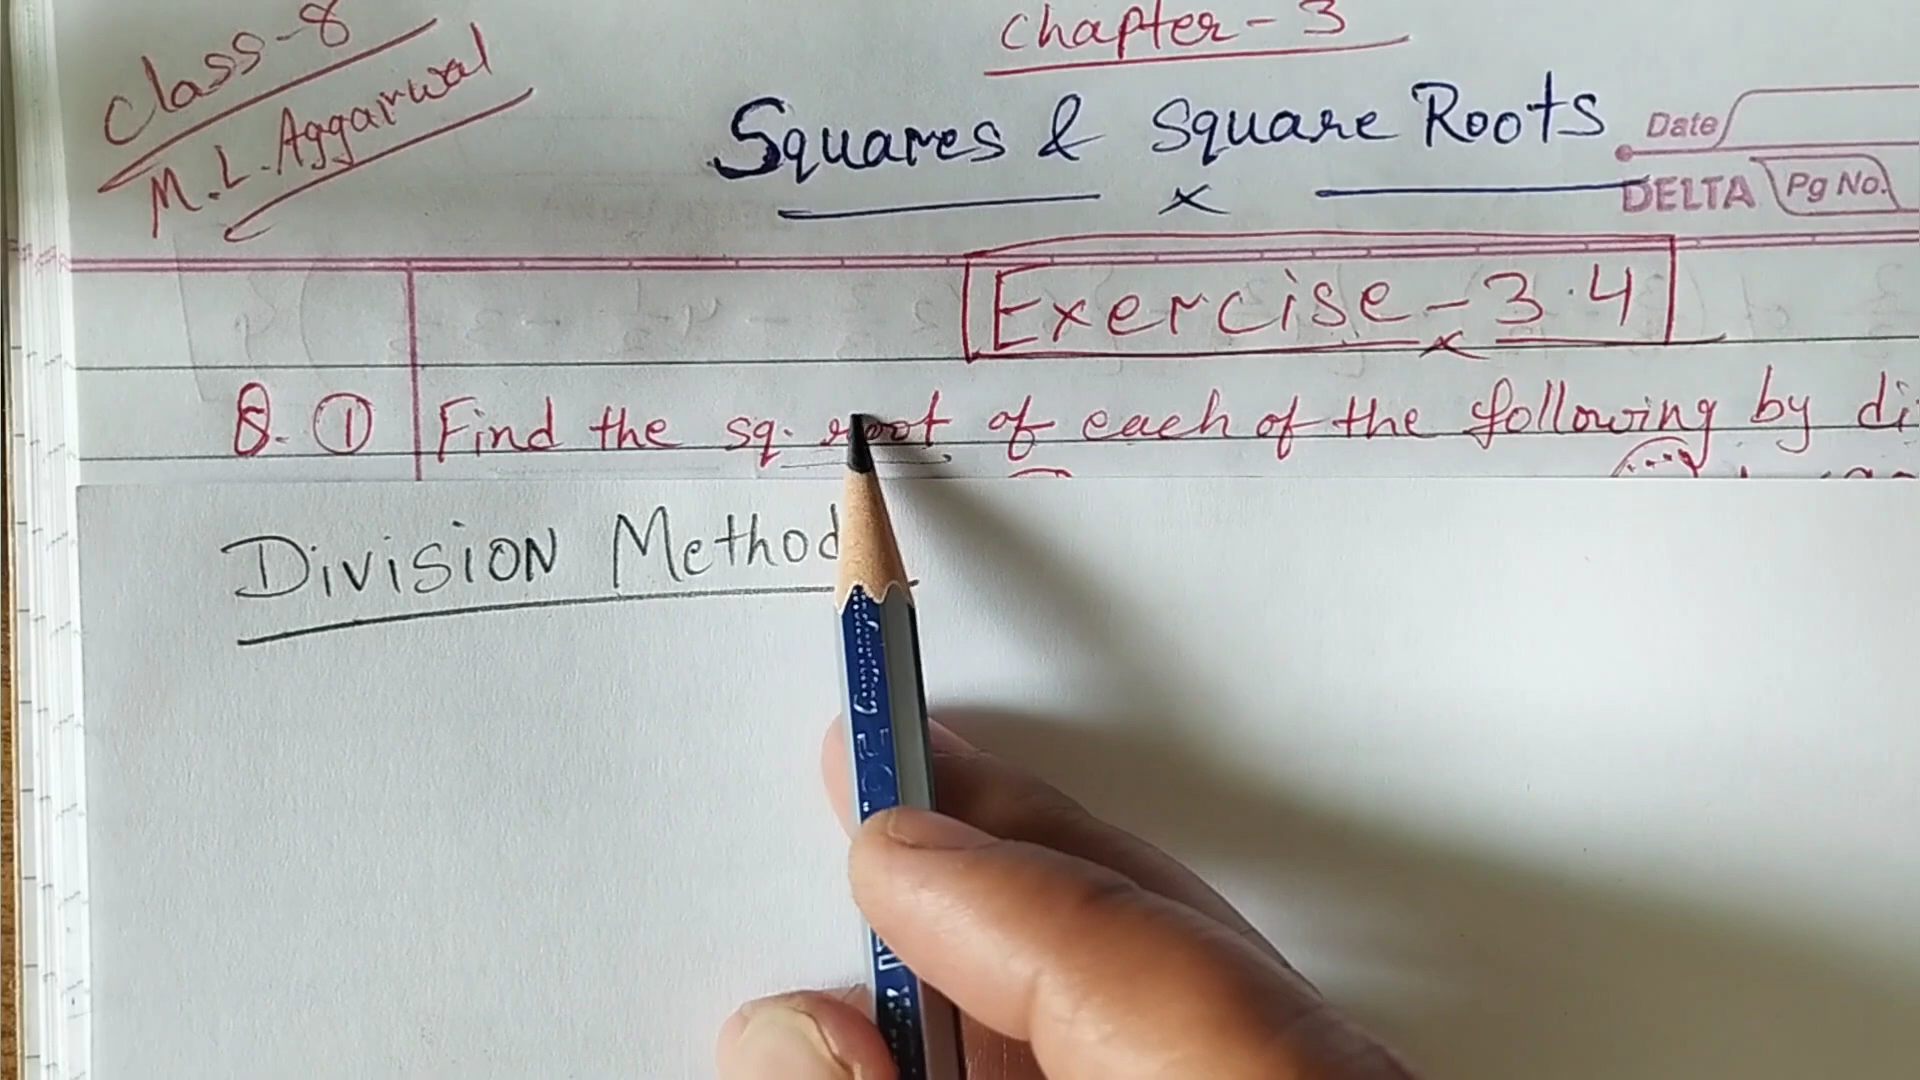 Class-8
M.L.Aggarwal
Chapter-3
Squares & Square Roots
Date
DELTA Pg No.
Exercise-3.4
Q. ① Find the sq. root of each of the following by di
Division Method